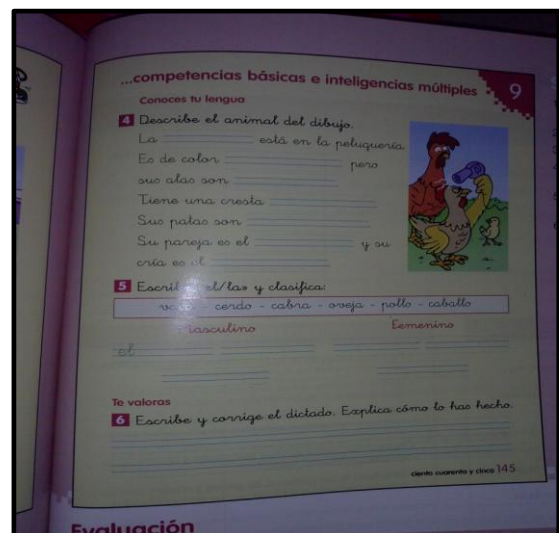 ...competencias básicas e inteligencias múltiples
9
Conoces tu lengua
4 Describe el animal del dibujo.
La está en la peluquería.
Es de color pero
sus alas son
Tiene una cresta
Sus patas son
Su pareja es el y su
cría es el
5 el/la y clasifica:
- cerdo - cabra - oveja - pollo - caballo
Masculino Femenino
el
Te valoras
6 Escribe y corrige el dictado. Explica cómo lo has hecho.
ciento cuarenta y cinco 145
Evaluación